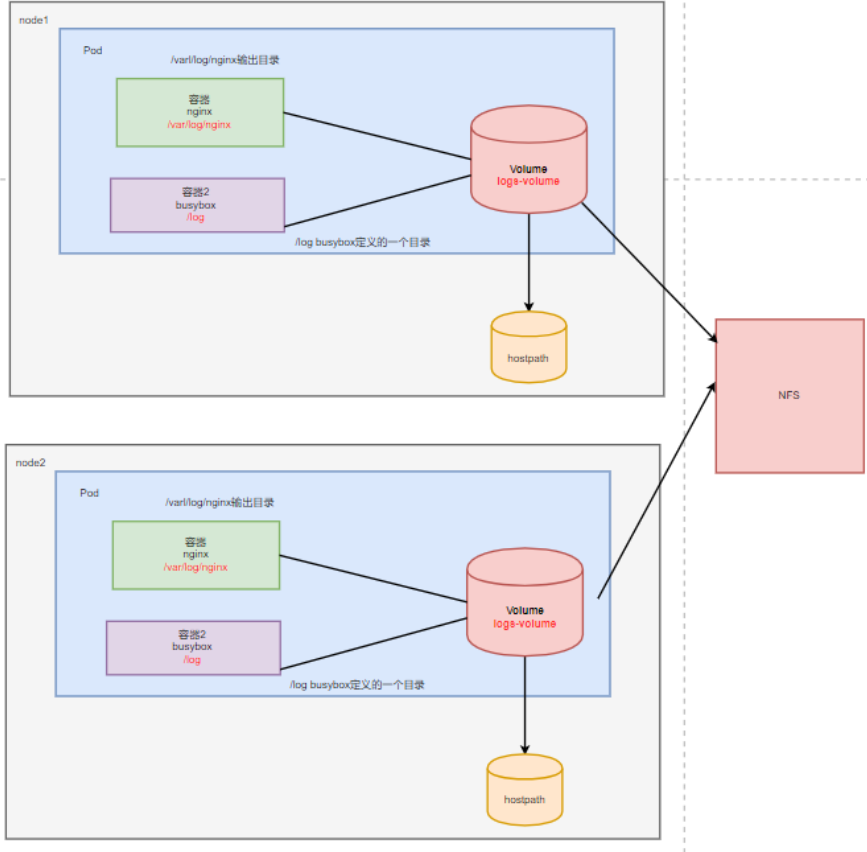 node1
Pod
/varl/log/nginx输出目录
容器
nginx
/var/log/nginx
容器2
busybox
/log
/log busybox定义的一个目录
Volume
logs-volume
hostpath
NFS
node2
Pod
/varl/log/nginx输出目录
容器
nginx
/var/log/nginx
容器2
busybox
/log
/log busybox定义的一个目录
Volume
logs-volume
hostpath